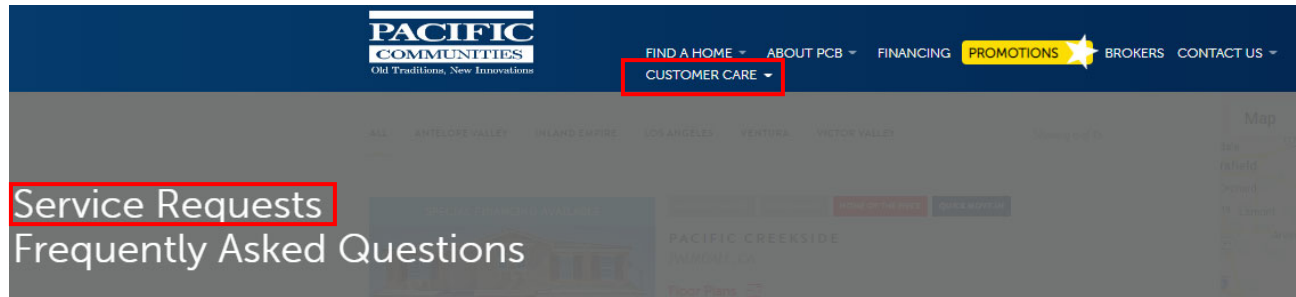 PACIFIC
COMMUNITIES
Old Traditions, New Innovations
FIND A HOME ABOUT PCB FINANCING PROMOTIONS BROKERS CONTACT US
CUSTOMER CARE
ALL ANTELOPE VALLEY INLAND EMPIRE LOS ANGELES VENTURA VICTOR VALLEY
Map
Service Requests
Frequently Asked Questions
PACIFIC CREEKSIDE
Floor Plans